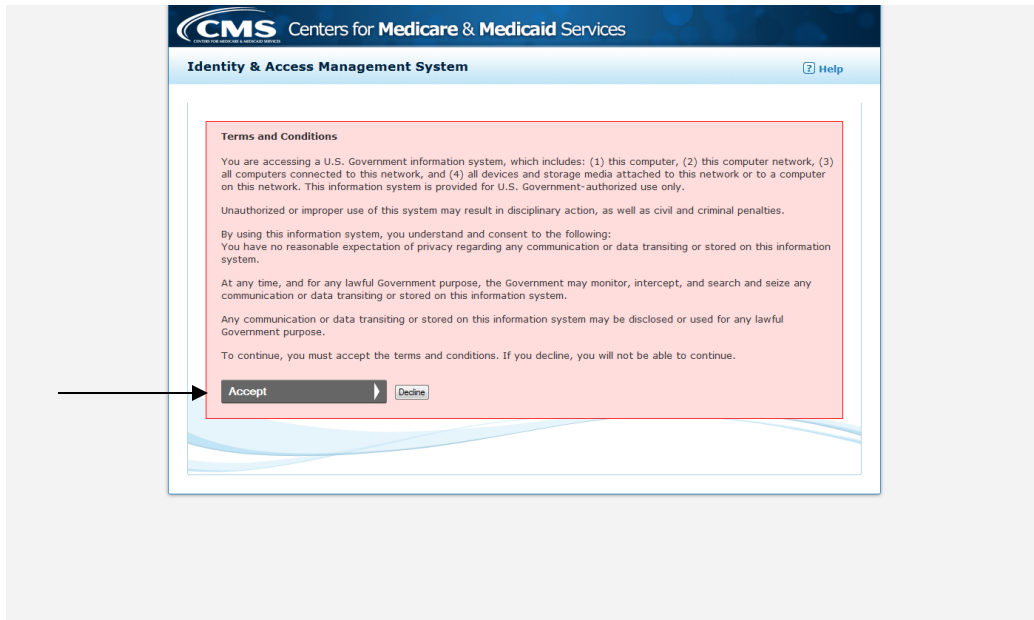 CMS Centers for Medicare & Medicaid Services
CENTERS FOR MEDICARE & MEDICAID SERVICES
Identity & Access Management System
? Help
Terms and Conditions
You are accessing a U.S. Government information system, which includes: (1) this computer, (2) this computer network, (3)
all computers connected to this network, and (4) all devices and storage media attached to this network or to a computer
on this network. This information system is provided for U.S. Government-authorized use only.
Unauthorized or improper use of this system may result in disciplinary action, as well as civil and criminal penalties.
By using this information system, you understand and consent to the following:
You have no reasonable expectation of privacy regarding any communication or data transiting or stored on this information
system.
At any time, and for any lawful Government purpose, the Government may monitor, intercept, and search and seize any
communication or data transiting or stored on this information system.
Any communication or data transiting or stored on this information system may be disclosed or used for any lawful
Government purpose.
To continue, you must accept the terms and conditions. If you decline, you will not be able to continue.
Accept Decline